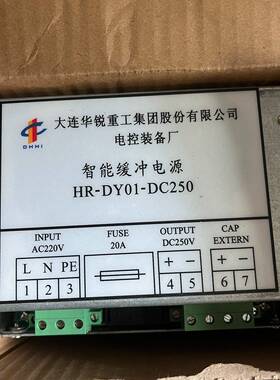 大连华锐重工集团股份有限公司
电控装备厂
DHHI
智能缓冲电源
HR-DY01-DC250
INPUT
AC220V
FUSE
20A
OUTPUT
DC250V
CAP
EXTERN
L N PE
+ - + -
1 2 3 4 5 6 7